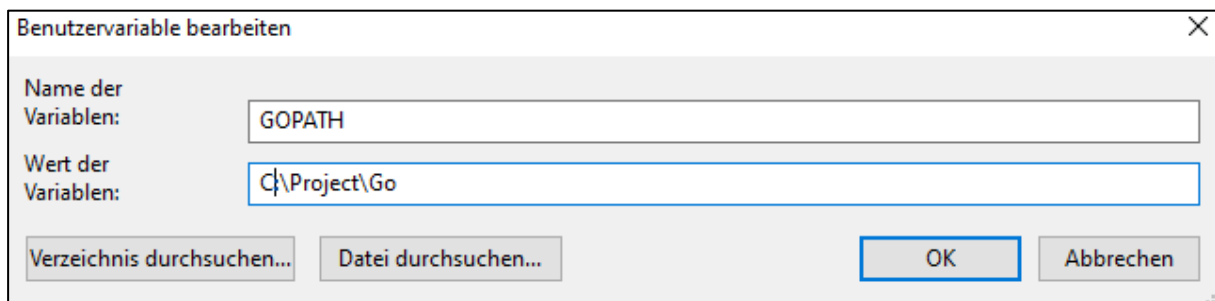 Benutzervariable bearbeiten
Name der
Variablen:
GOPATH
Wert der
Variablen:
C:\Project\Go
Verzeichnis durchsuchen... Datei durchsuchen... OK Abbrechen